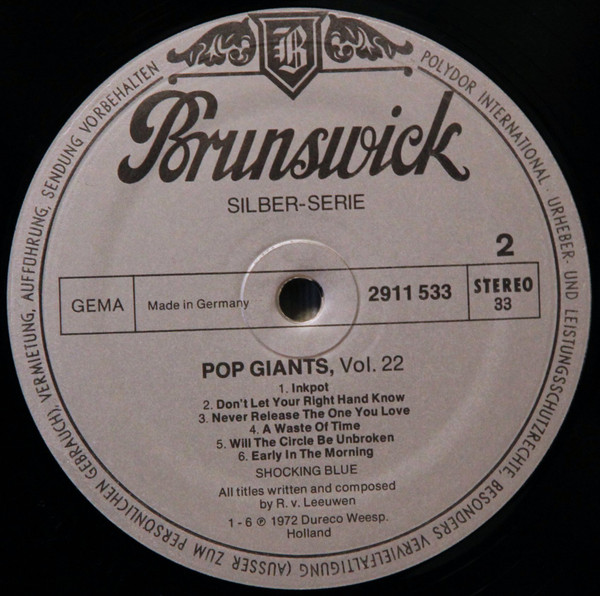 B
Brunswick
SILBER-SERIE
2
GEMA
Made in Germany
2911 533
STEREO
33
POP GIANTS, Vol. 22
1. Inkpot
2. Don't Let Your Right Hand Know
3. Never Release The One You Love
4. A Waste Of Time
5. Will The Circle Be Unbroken
6. Early In The Morning
SHOCKING BLUE
All titles written and composed
by R. v. Leeuwen
1 - 6 ℗ 1972 Dureco Weesp.
Holland
POLYDOR INTERNATIONAL · URHEBER- UND LEISTUNGSSCHUTZRECHTE, BESONDERS VERVIELFÄLTIGUNG (AUSSER ZUM PERSÖNLICHEN GEBRAUCH), VERMIETUNG, AUFFÜHRUNG, SENDUNG VORBEHALTEN